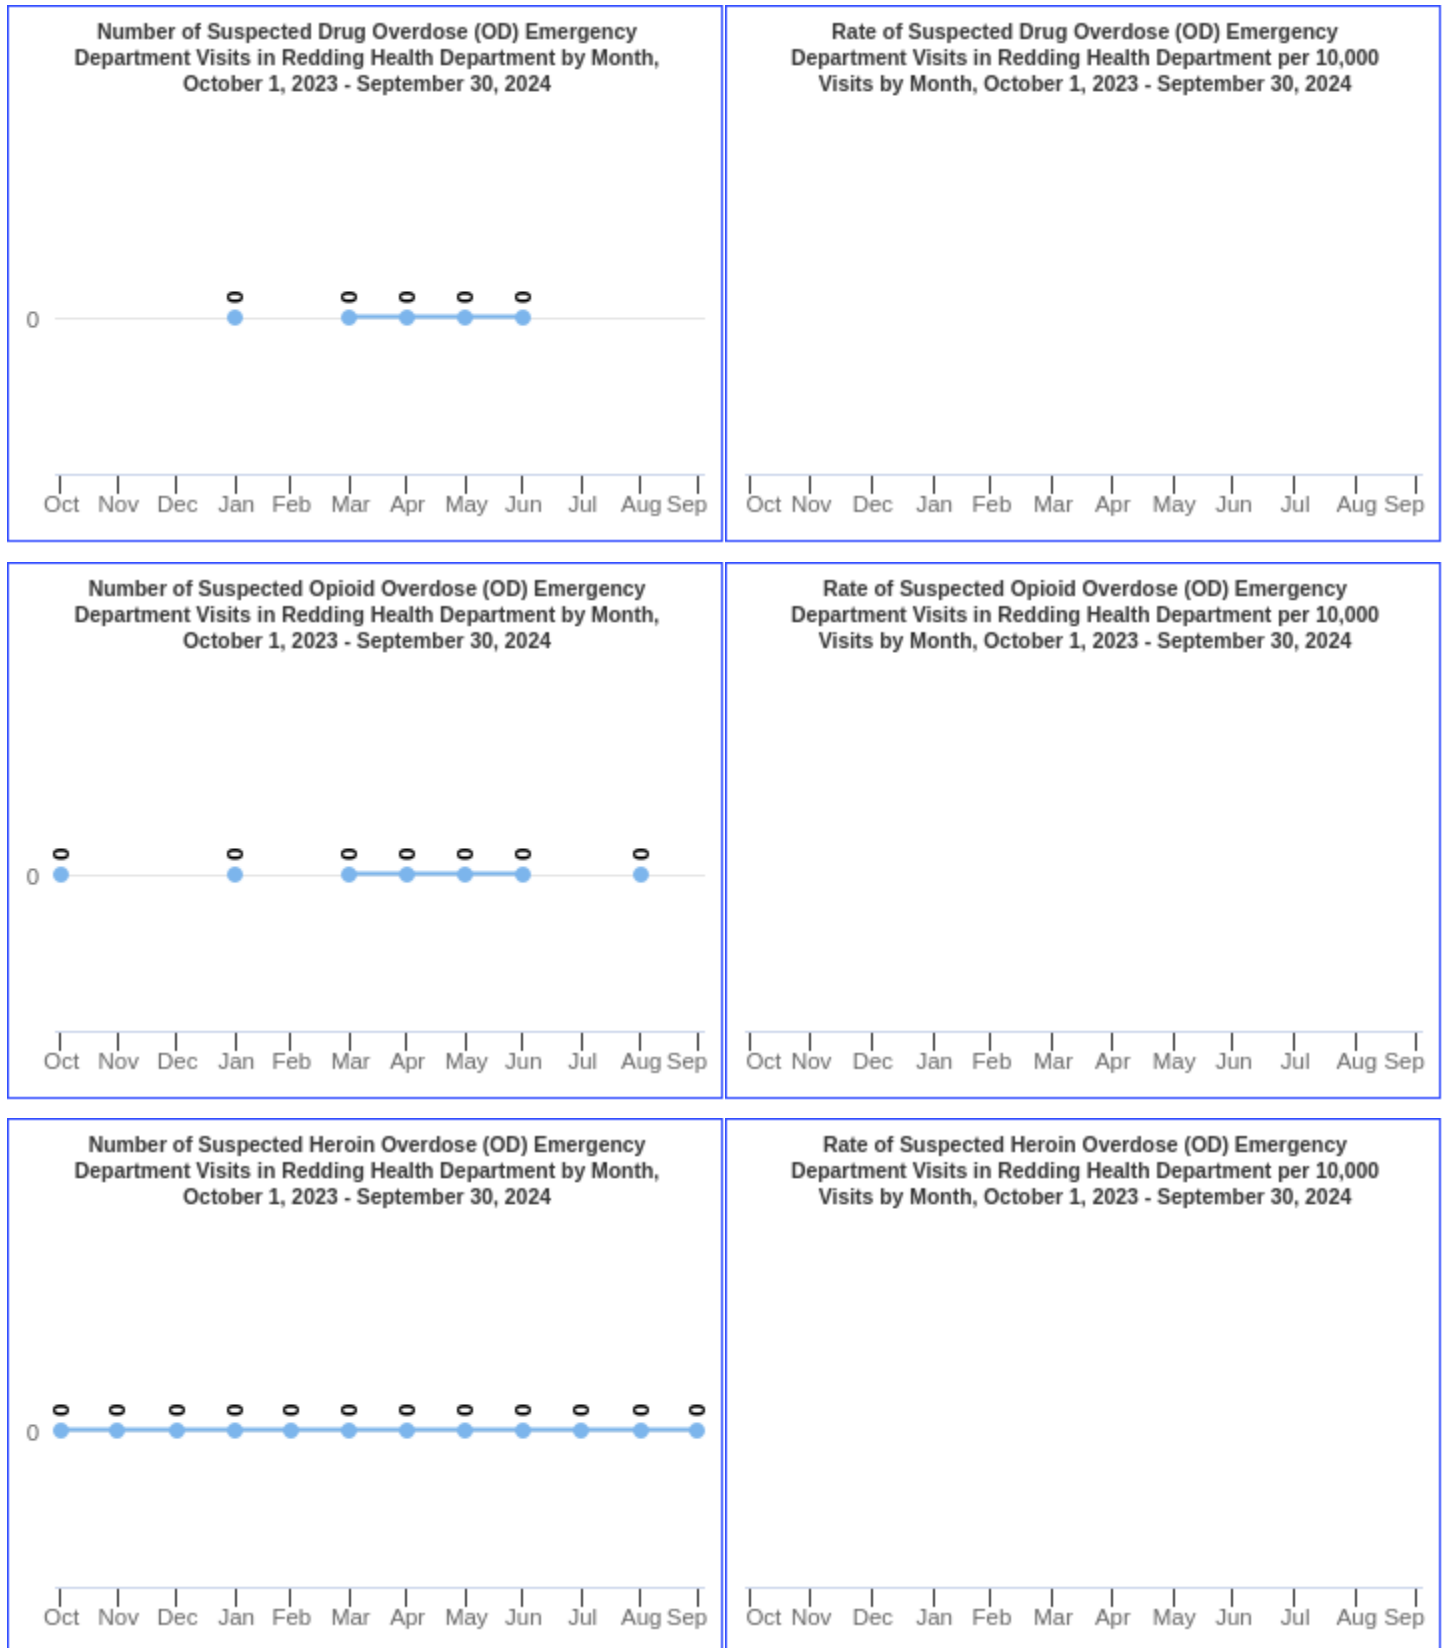 Number of Suspected Drug Overdose (OD) Emergency
Department Visits in Redding Health Department by Month,
October 1, 2023 - September 30, 2024
0 0 0 0 0
0
Oct Nov Dec Jan Feb Mar Apr May Jun Jul Aug Sep
Rate of Suspected Drug Overdose (OD) Emergency
Department Visits in Redding Health Department per 10,000
Visits by Month, October 1, 2023 - September 30, 2024
Oct Nov Dec Jan Feb Mar Apr May Jun Jul Aug Sep
Number of Suspected Opioid Overdose (OD) Emergency
Department Visits in Redding Health Department by Month,
October 1, 2023 - September 30, 2024
0 0 0 0 0 0 0
0
Oct Nov Dec Jan Feb Mar Apr May Jun Jul Aug Sep
Rate of Suspected Opioid Overdose (OD) Emergency
Department Visits in Redding Health Department per 10,000
Visits by Month, October 1, 2023 - September 30, 2024
Oct Nov Dec Jan Feb Mar Apr May Jun Jul Aug Sep
Number of Suspected Heroin Overdose (OD) Emergency
Department Visits in Redding Health Department by Month,
October 1, 2023 - September 30, 2024
0 0 0 0 0 0 0 0 0 0 0 0
0
Oct Nov Dec Jan Feb Mar Apr May Jun Jul Aug Sep
Rate of Suspected Heroin Overdose (OD) Emergency
Department Visits in Redding Health Department per 10,000
Visits by Month, October 1, 2023 - September 30, 2024
Oct Nov Dec Jan Feb Mar Apr May Jun Jul Aug Sep